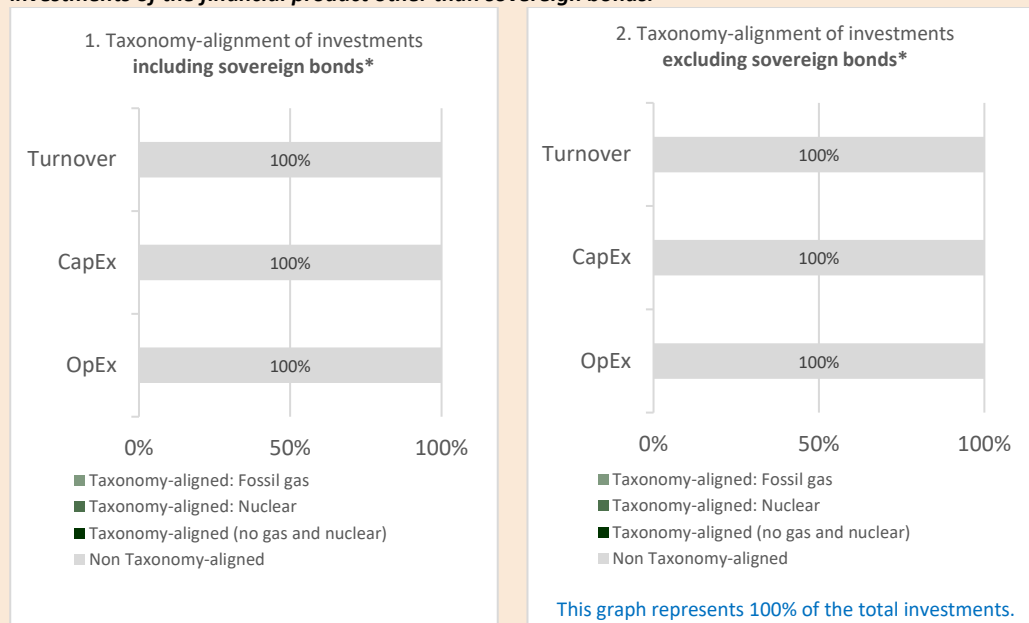 investments of the financial product other than sovereign bonds.
1. Taxonomy-alignment of investments
including sovereign bonds*
Turnover
100%
CapEx
100%
OpEx
100%
0%
50%
100%
Taxonomy-aligned: Fossil gas
Taxonomy-aligned: Nuclear
Taxonomy-aligned (no gas and nuclear)
Non Taxonomy-aligned
2. Taxonomy-alignment of investments
excluding sovereign bonds*
Turnover
100%
CapEx
100%
OpEx
100%
0%
50%
100%
Taxonomy-aligned: Fossil gas
Taxonomy-aligned: Nuclear
Taxonomy-aligned (no gas and nuclear)
Non Taxonomy-aligned
This graph represents 100% of the total investments.